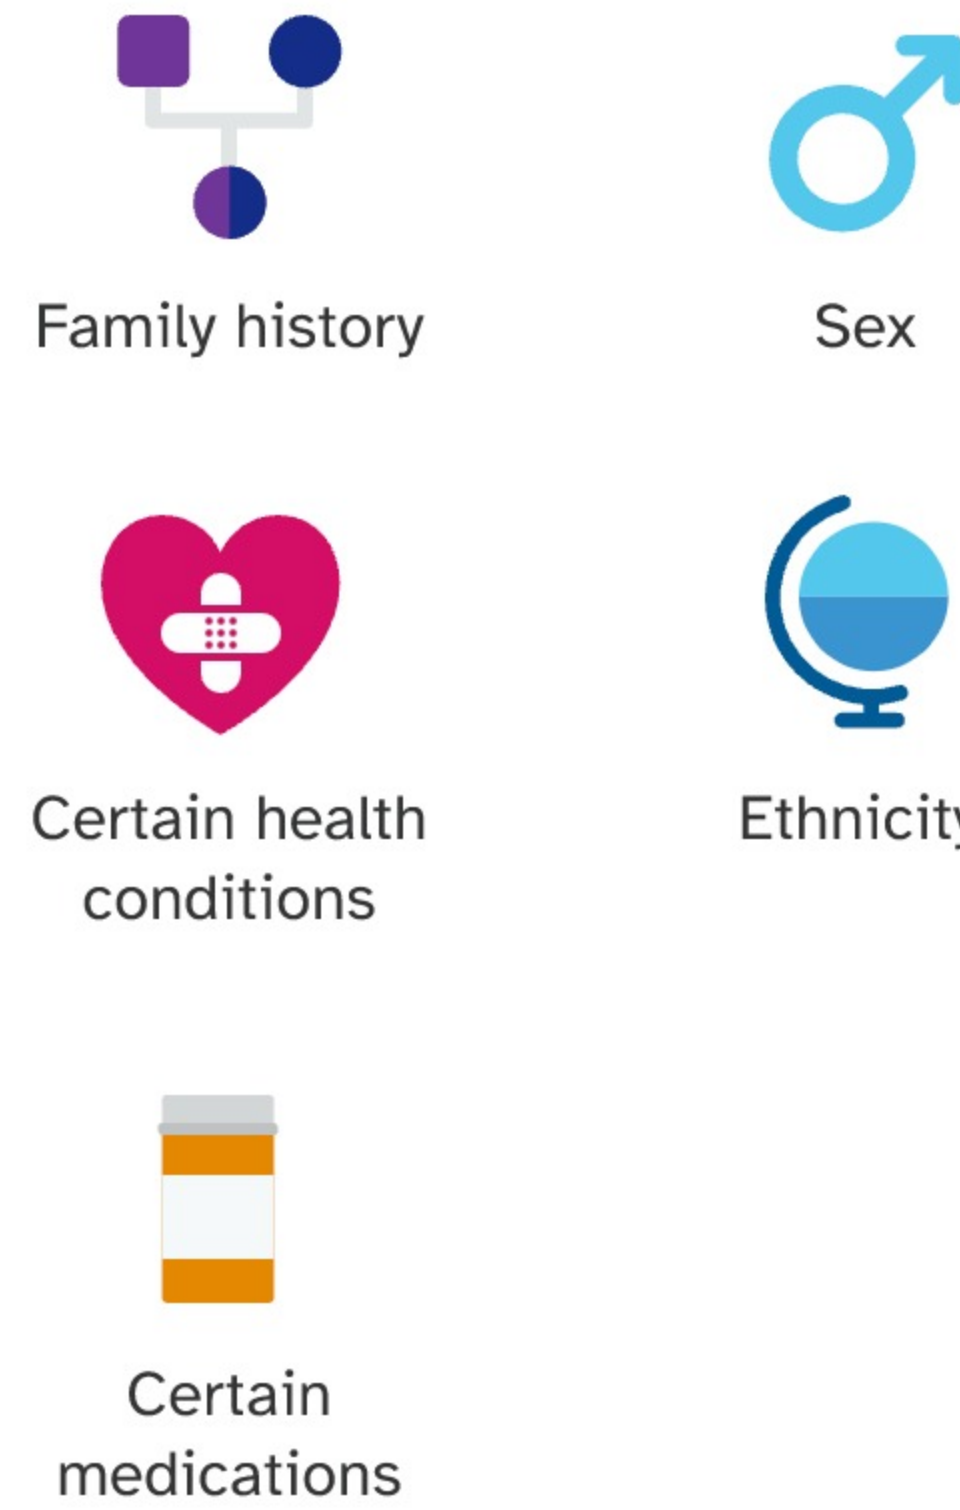 Family history
Sex
Certain health
conditions
Ethnicity
Certain
medications